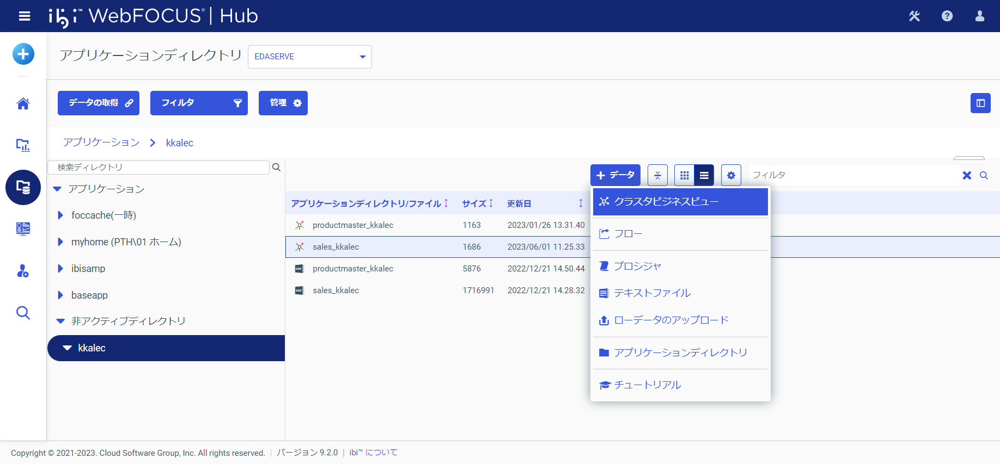 ibi™ WebFOCUS® | Hub
アプリケーションディレクトリ EDASERVE
データの取得 フィルタ 管理
アプリケーション kkalec
検索ディレクトリ
+ データ フィルタ
アプリケーション
foccache(一時)
myhome (PTH\01 ホーム)
ibisamp
baseapp
非アクティブディレクトリ
kkalec
アプリケーションディレクトリ/ファイル サイズ 更新日
productmaster_kkalec 1163 2023/01/26 13.31.40
sales_kkalec 1686 2023/06/01 11.25.33
csv productmaster_kkalec 5876 2022/12/21 14.50.44
csv sales_kkalec 1716991 2022/12/21 14.28.32
クラスタビジネスビュー
フロー
プロシジャ
テキストファイル
ローデータのアップロード
アプリケーションディレクトリ
チュートリアル
Copyright © 2021-2023. Cloud Software Group, Inc. All rights reserved. | バージョン 9.2.0 | ibi™ について